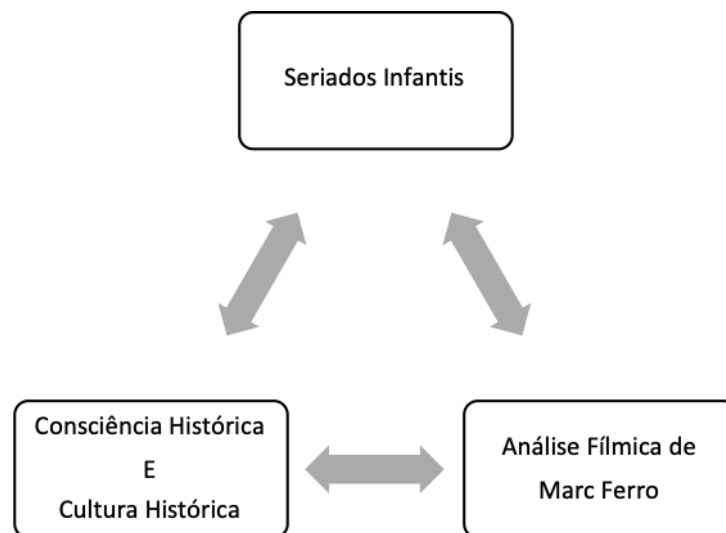 Seriados Infantis
Consciência Histórica
E
Cultura Histórica
Análise Fílmica de
Marc Ferro